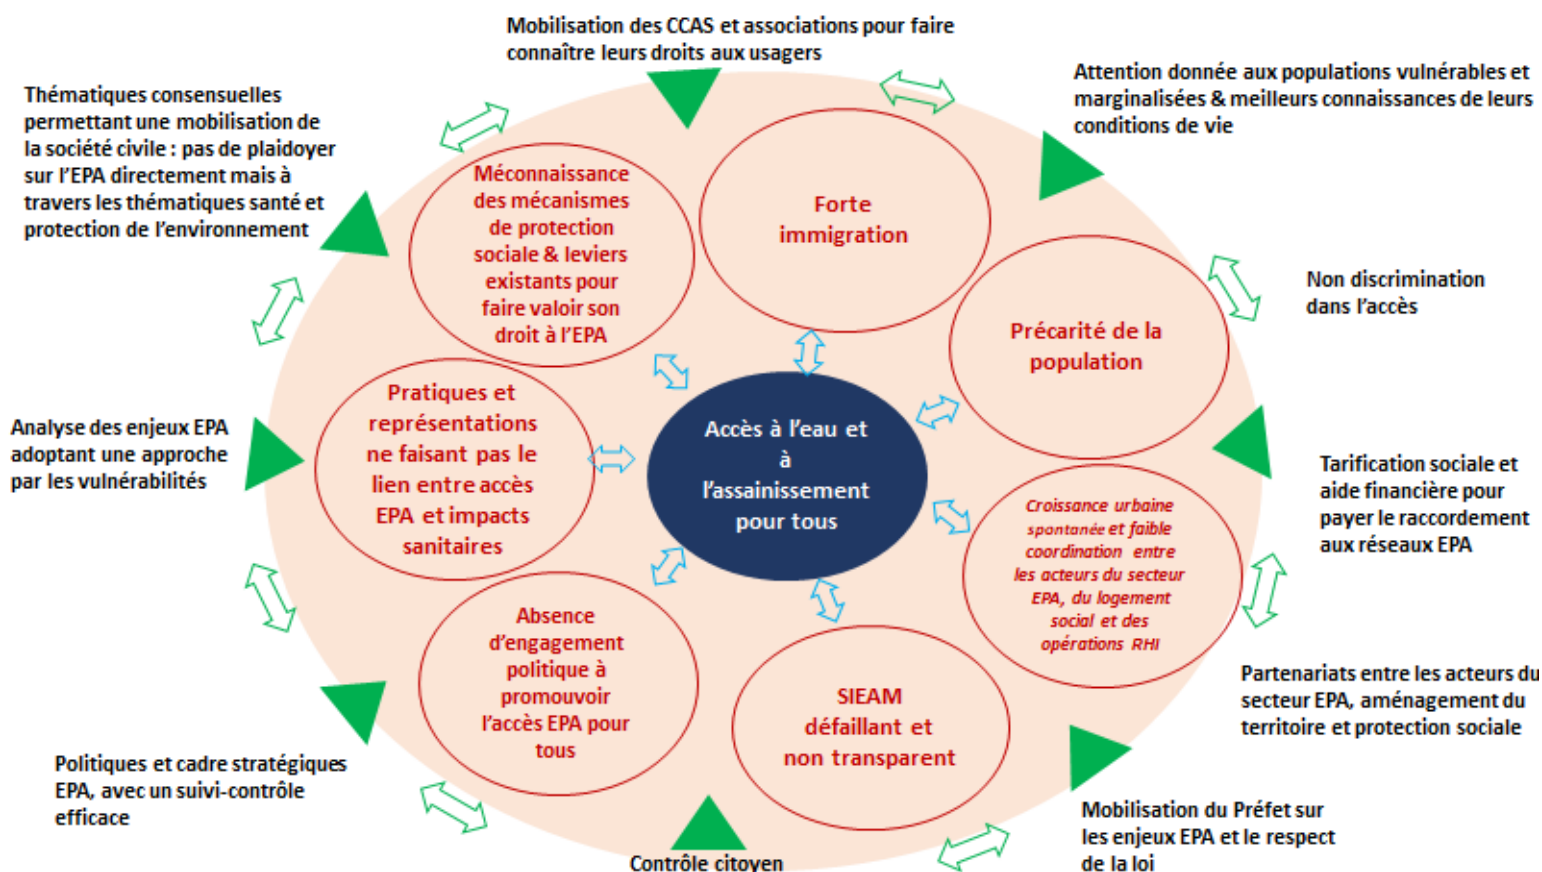 Mobilisation des CCAS et associations pour faire
connaître leurs droits aux usagers
Attention donnée aux populations vulnérables et
marginalisées & meilleurs connaissances de leurs
conditions de vie
Thématiques consensuelles
permettant une mobilisation de
la société civile : pas de plaidoyer
sur l'EPA directement mais à
travers les thématiques santé et
protection de l'environnement
Méconnaissance
des mécanismes
de protection
sociale & leviers
existants pour
faire valoir son
droit à l'EPA
Forte
immigration
Non discrimination
dans l'accès
Précarité de la
population
Pratiques et
représentations
ne faisant pas le
lien entre accès
EPA et impacts
sanitaires
Accès à l'eau et
à
l'assainissement
pour tous
Analyse des enjeux EPA
adoptant une approche
par les vulnérabilités
Tarification sociale et
aide financière pour
payer le raccordement
aux réseaux EPA
Croissance urbaine
spontanée et faible
coordination entre
les acteurs du secteur
EPA, du logement
social et des
opérations RHI
Absence
d'engagement
politique à
promouvoir
l'accès EPA pour
tous
SIEAM
défaillant et
non transparent
Partenariats entre les acteurs du
secteur EPA, aménagement du
territoire et protection sociale
Politiques et cadre stratégiques
EPA, avec un suivi-contrôle
efficace
Mobilisation du Préfet sur
les enjeux EPA et le respect
de la loi
Contrôle citoyen